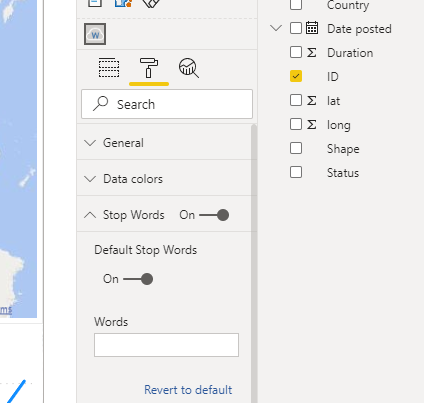 Country
Date posted
Σ Duration
ID
Σ lat
Σ long
Shape
Status
W
Search
General
Data colors
Stop Words On
Default Stop Words
On
Words
Revert to default
ms